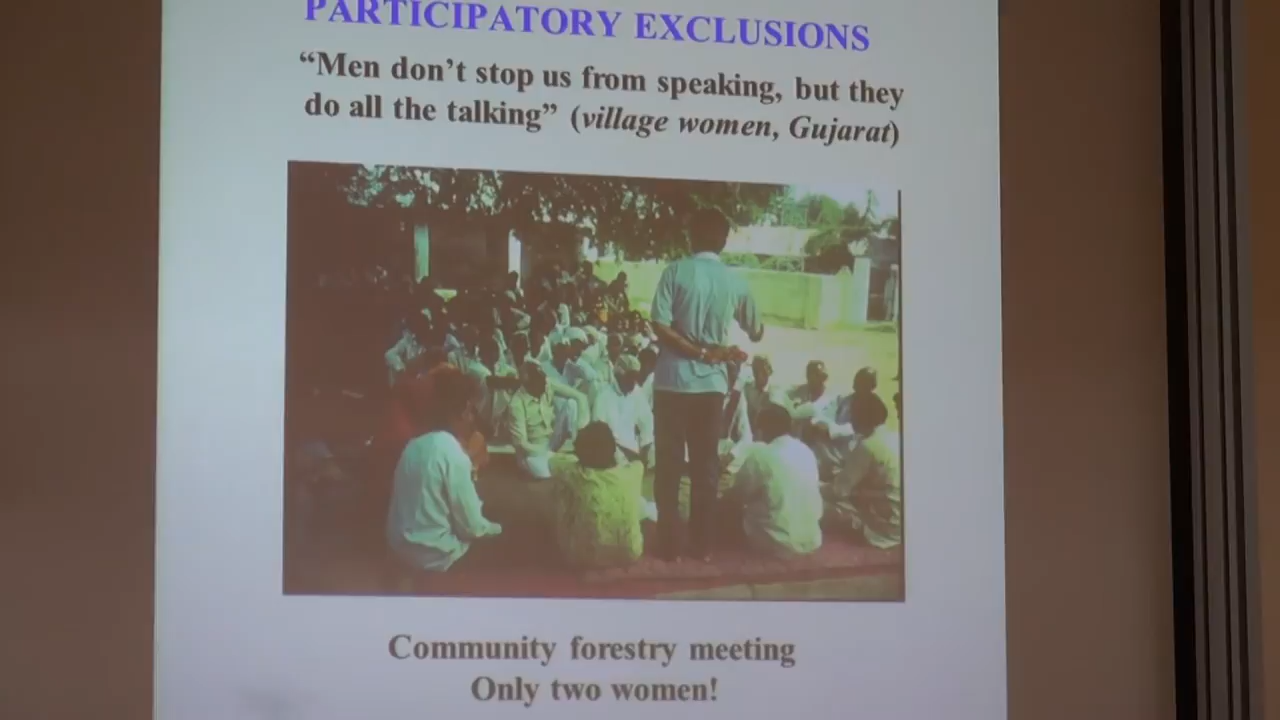 PARTICIPATORY EXCLUSIONS
“Men don’t stop us from speaking, but they
do all the talking” (village women, Gujarat)
Community forestry meeting
Only two women!